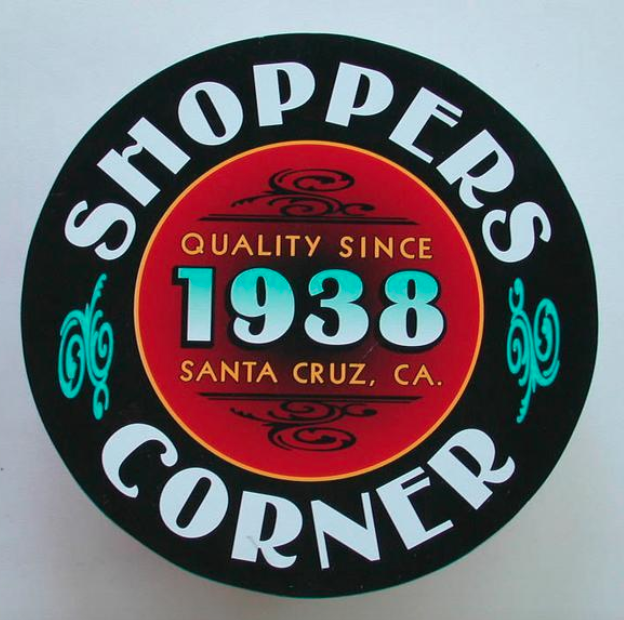 SHOPPERS
QUALITY SINCE
1938
SANTA CRUZ, CA.
CORNER